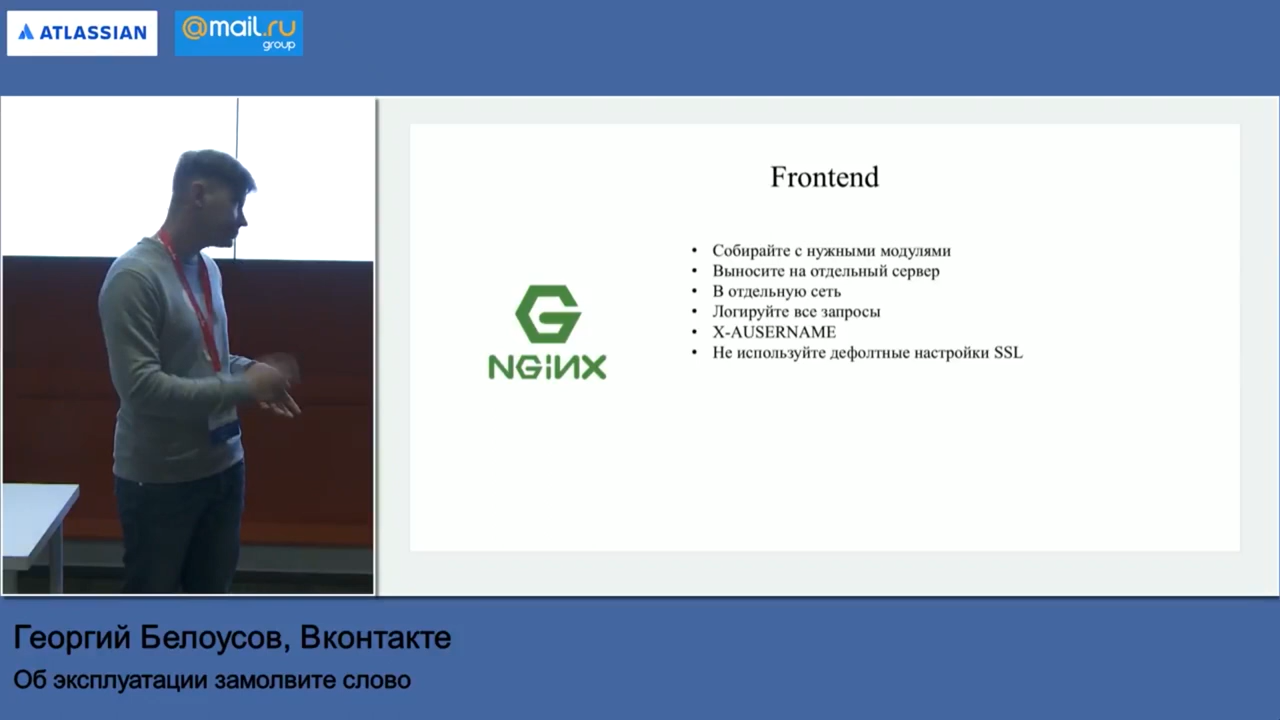 ATLASSIAN
@mail.ru
group
Frontend
• Собирайте с нужными модулями
• Выносите на отдельный сервер
• В отдельную сеть
• Логируйте все запросы
• X-AUSERNAME
• Не используйте дефолтные настройки SSL
NGiNX
Георгий Белоусов, Вконтакте
Об эксплуатации замолвите слово